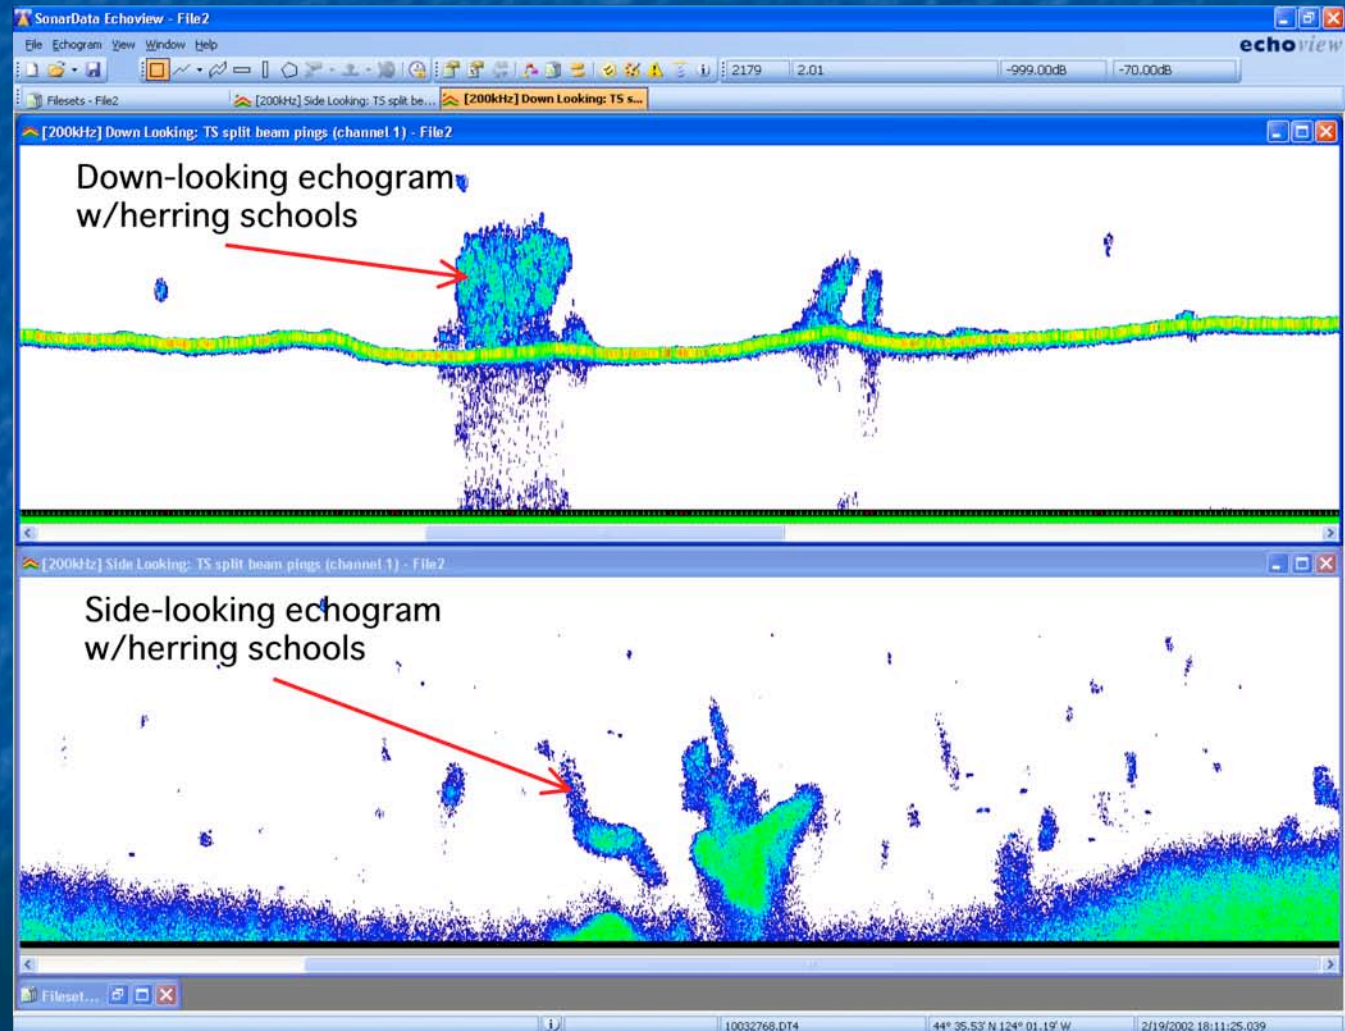 SonarData Echoview - File2
File Echogram View Window Help
echoview
2179 2.01 -999.00dB -70.00dB
Filesets - File2 [200kHz] Side Looking: TS split be... [200kHz] Down Looking: TS s...
[200kHz] Down Looking: TS split beam pings (channel 1) - File2
Down-looking echogram
w/herring schools
[200kHz] Side Looking: TS split beam pings (channel 1) - File2
Side-looking echogram
w/herring schools
Fileset...
10032768.DT4 44° 35.53' N 124° 01.19' W 2/19/2002 18:11:25.039